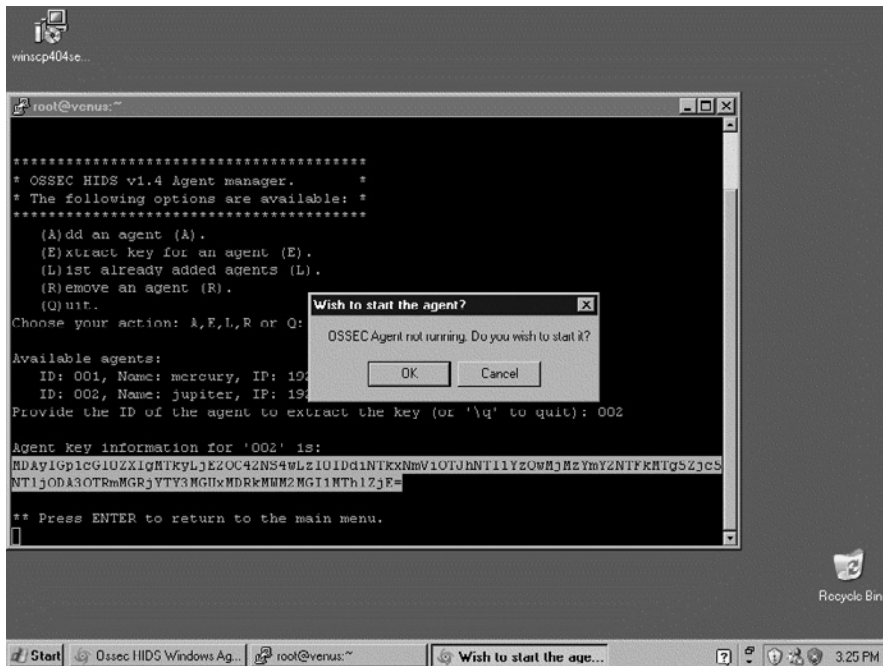 winscp404se...
root@venus:~
****************************************
* OSSEC HIDS v1.4 Agent manager. *
* The following options are available: *
****************************************
(A)dd an agent (A).
(E)xtract key for an agent (E).
(L)ist already added agents (L).
(R)emove an agent (R).
(Q)uit.
Choose your action: A,E,L,R or Q:
Wish to start the agent?
OSSEC Agent not running. Do you wish to start it?
OK
Cancel
Available agents:
ID: 001, Name: mercury, IP: 192
ID: 002, Name: jupiter, IP: 192
Provide the ID of the agent to extract the key (or '\q' to quit): 002
Agent key information for '002' is:
** Press ENTER to return to the main menu.
Recycle Bin
Start
Ossec HIDS Windows Ag...
root@venus:~
Wish to start the age...
3:25 PM